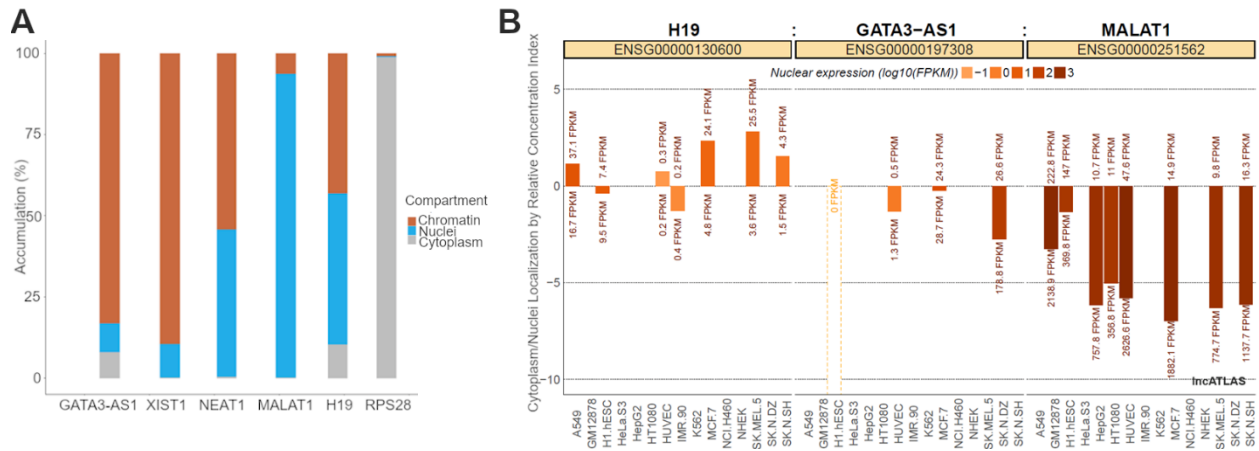 A
100
75
50
25
0
Accumulation (%)
GATA3-AS1 XIST1 NEAT1 MALAT1 H19 RPS28
Compartment
Chromatin
Nuclei
Cytoplasm
B
H19 : GATA3−AS1 : MALAT1
ENSG00000130600 ENSG00000197308 ENSG00000251562
Nuclear expression (log10(FPKM)) −1 0 1 2 3
Cytoplasm/Nuclei Localization by Relative Concentration Index
5
0
−5
−10
37.1 FPKM
16.7 FPKM
7.4 FPKM
9.5 FPKM
0.3 FPKM
0.2 FPKM
0.2 FPKM
0.4 FPKM
24.1 FPKM
4.8 FPKM
25.5 FPKM
3.6 FPKM
4.3 FPKM
1.5 FPKM
0 FPKM
0.5 FPKM
1.3 FPKM
24.3 FPKM
28.7 FPKM
26.6 FPKM
178.8 FPKM
222.8 FPKM
2138.9 FPKM
147 FPKM
369.8 FPKM
10.7 FPKM
757.8 FPKM
11 FPKM
356.8 FPKM
47.6 FPKM
2626.6 FPKM
14.9 FPKM
1882.1 FPKM
9.8 FPKM
774.7 FPKM
16.3 FPKM
1137.7 FPKM
lncATLAS
A549 GM12878 H1.hESC HeLa.S3 HepG2 HT1080 HUVEC IMR.90 K562 MCF.7 NCI.H460 NHEK SK.MEL.5 SK.N.DZ SK.N.SH
A549 GM12878 H1.hESC HeLa.S3 HepG2 HT1080 HUVEC IMR.90 K562 MCF.7 NCI.H460 NHEK SK.MEL.5 SK.N.DZ SK.N.SH
A549 GM12878 H1.hESC HeLa.S3 HepG2 HT1080 HUVEC IMR.90 K562 MCF.7 NCI.H460 NHEK SK.MEL.5 SK.N.DZ SK.N.SH